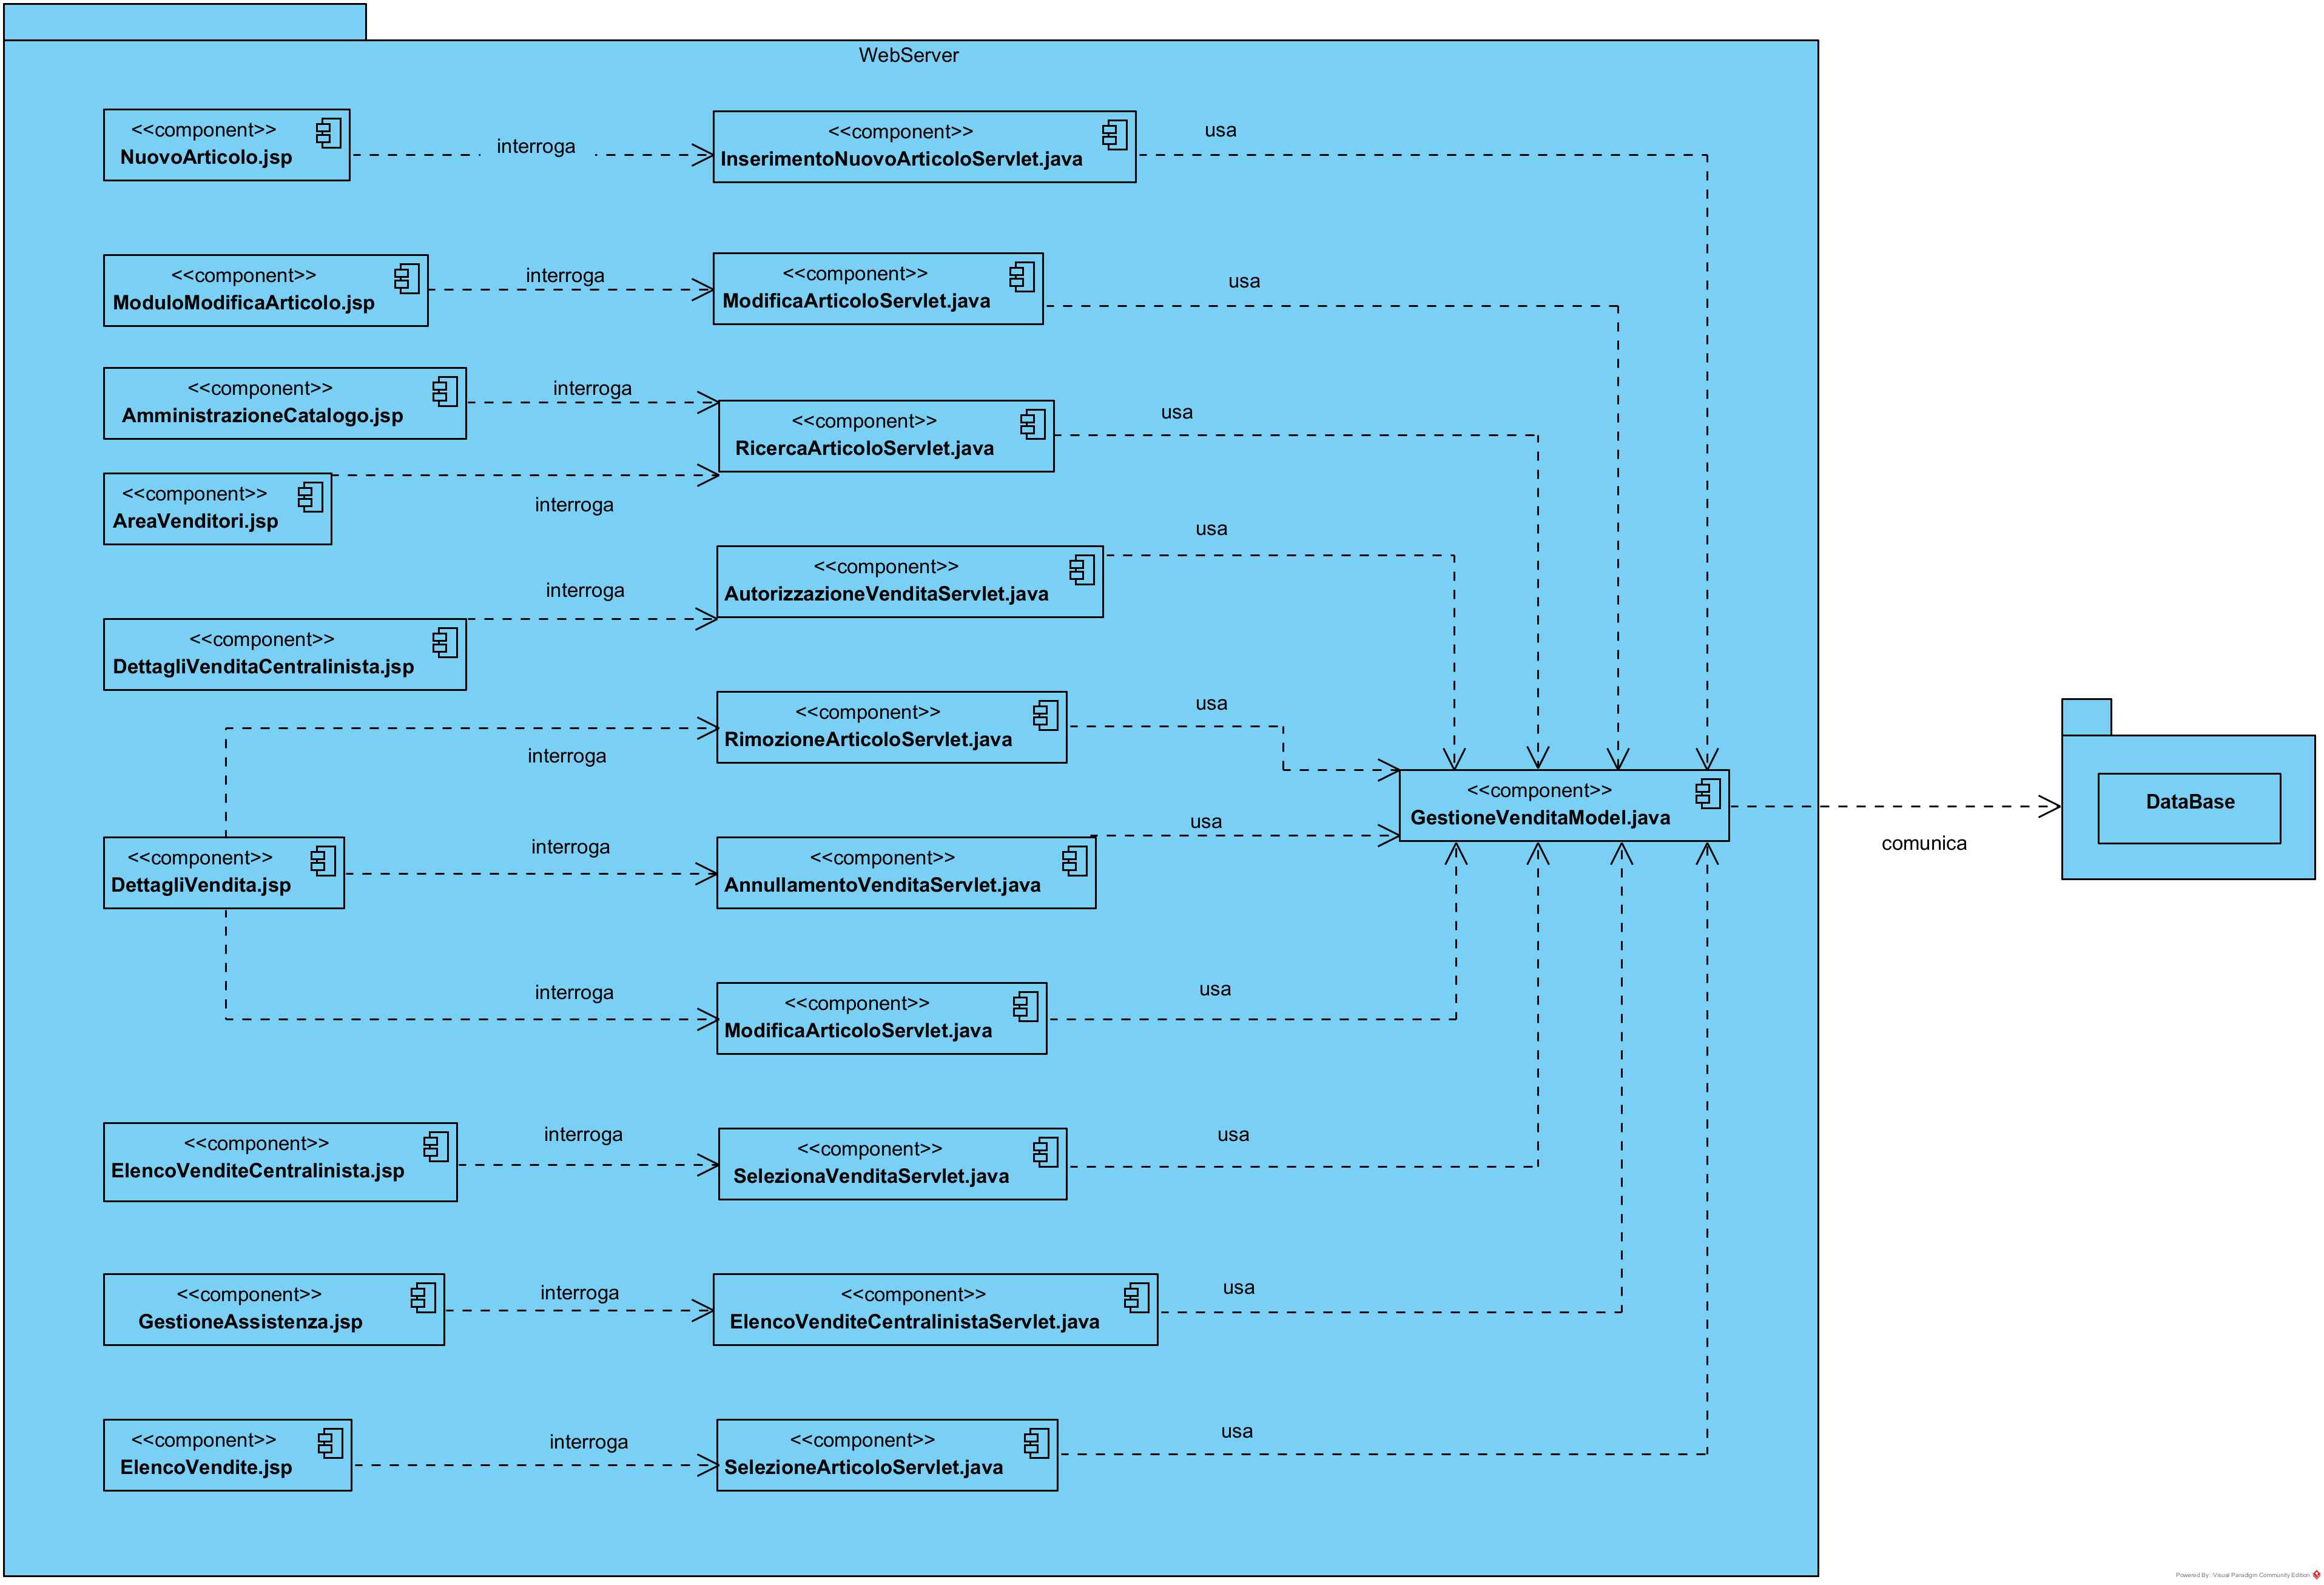 WebServer
<<component>>
NuovoArticolo.jsp
interroga
<<component>>
InserimentoNuovoArticoloServlet.java
usa
<<component>>
ModuloModificaArticolo.jsp
interroga
<<component>>
ModificaArticoloServlet.java
usa
<<component>>
AmministrazioneCatalogo.jsp
interroga
<<component>>
RicercaArticoloServlet.java
usa
<<component>>
AreaVenditori.jsp
interroga
<<component>>
AutorizzazioneVenditaServlet.java
usa
interroga
<<component>>
DettagliVenditaCentralinista.jsp
<<component>>
RimozioneArticoloServlet.java
usa
interroga
<<component>>
GestioneVenditaModel.java
DataBase
comunica
<<component>>
DettagliVendita.jsp
interroga
<<component>>
AnnullamentoVenditaServlet.java
usa
interroga
<<component>>
ModificaArticoloServlet.java
usa
<<component>>
ElencoVenditeCentralinista.jsp
interroga
<<component>>
SelezionaVenditaServlet.java
usa
<<component>>
GestioneAssistenza.jsp
interroga
<<component>>
ElencoVenditeCentralinistaServlet.java
usa
<<component>>
ElencoVendite.jsp
interroga
<<component>>
SelezioneArticoloServlet.java
usa
Powered By: Visual Paradigm Community Edition